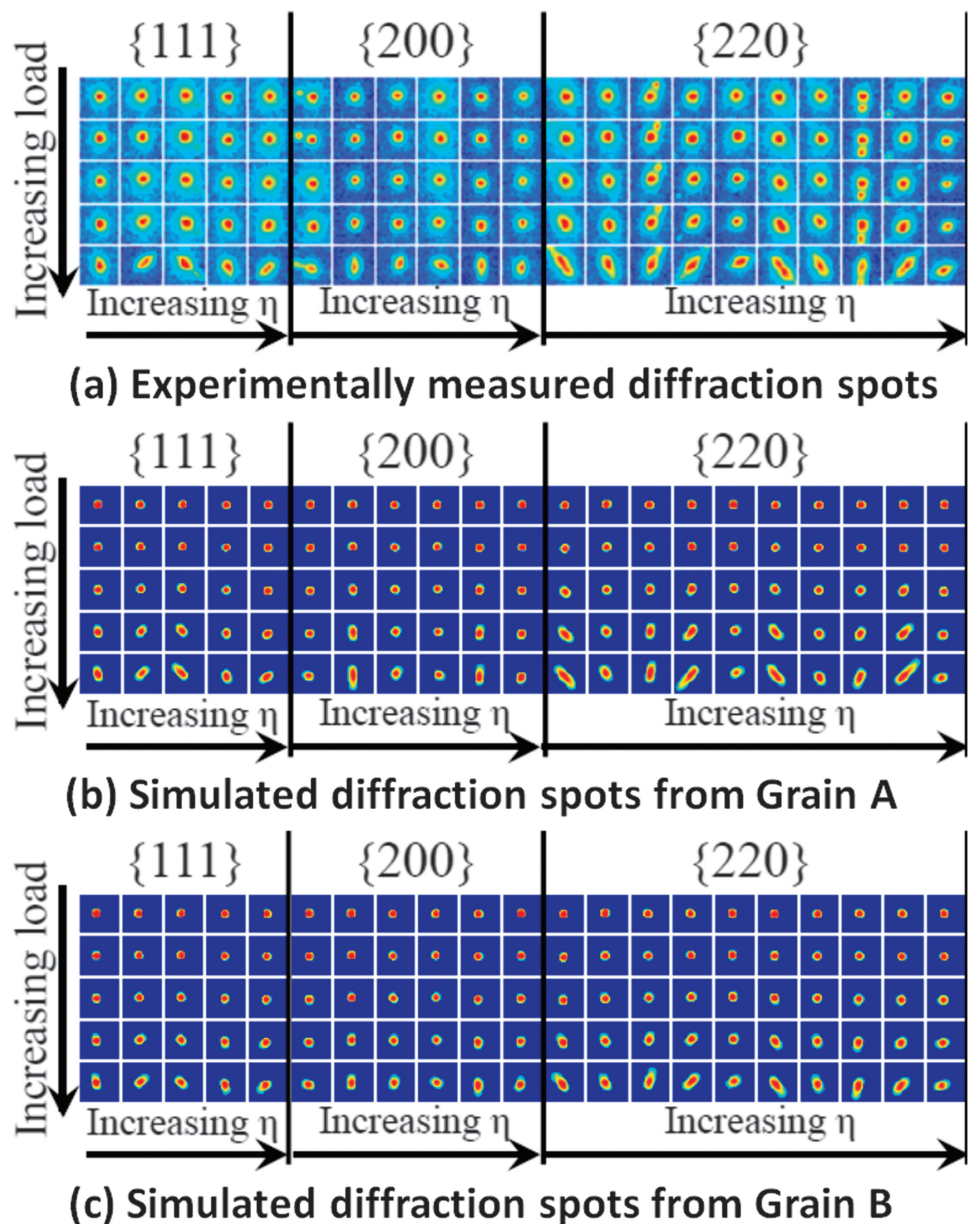 {111} {200} {220}
Increasing load
Increasing η Increasing η Increasing η
(a) Experimentally measured diffraction spots
{111} {200} {220}
Increasing load
Increasing η Increasing η Increasing η
(b) Simulated diffraction spots from Grain A
{111} {200} {220}
Increasing load
Increasing η Increasing η Increasing η
(c) Simulated diffraction spots from Grain B